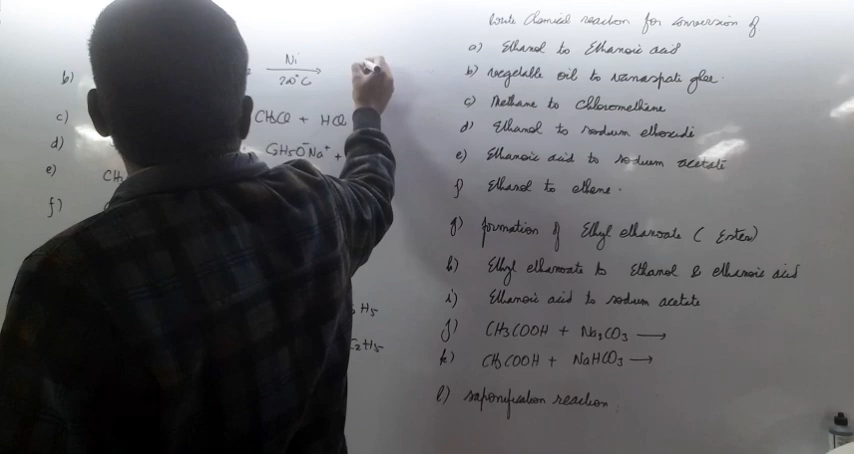 b) Ni
200°C
c) CH3Cl + HCl
d) C2H5O⁻Na⁺ +
e) CH
f)
H5
C2H5
Write Chemical reaction for conversion of
a) Ethanol to Ethanoic acid
b) vegetable oil to vanaspati ghee.
c) Methane to Chloromethane
d) Ethanol to sodium ethoxide
e) Ethanoic acid to sodium acetate
f) Ethanol to ethene.
g) formation of Ethyl ethanoate ( Ester)
h) Ethyl ethanoate to Ethanol & ethanoic acid
i) Ethanoic acid to sodium acetate
j) CH3COOH + Na2CO3 ⟶
k) CH3COOH + NaHCO3 ⟶
l) saponification reaction.